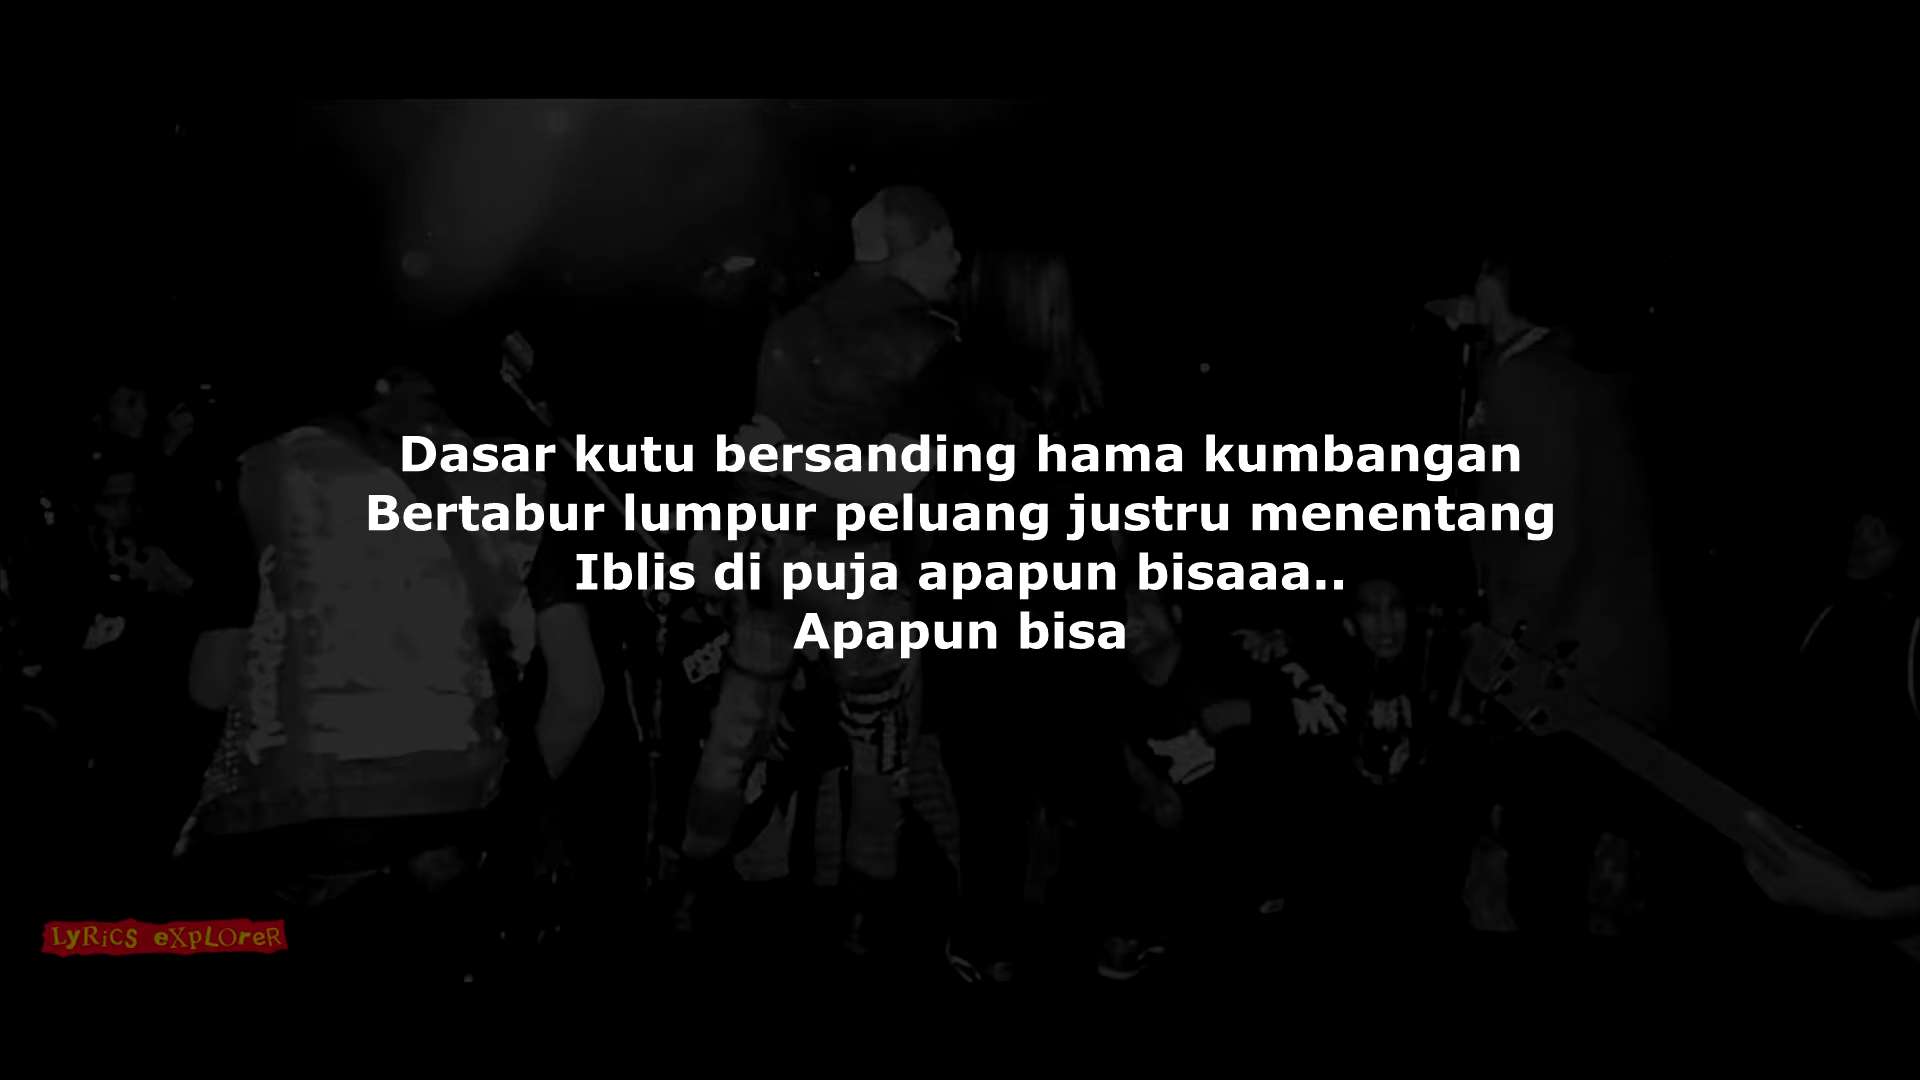 Dasar kutu bersanding hama kumbangan
Bertabur lumpur peluang justru menentang
Iblis di puja apapun bisaaa..
Apapun bisa
LyRiCS eXpLOreR